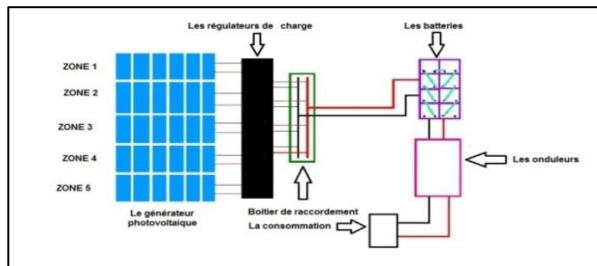 Les régulateurs de charge
Les batteries
ZONE 1
ZONE 2
ZONE 3
ZONE 4
ZONE 5
Les onduleurs
Le générateur
photovoltaique
Boitier de raccordement
La consommation